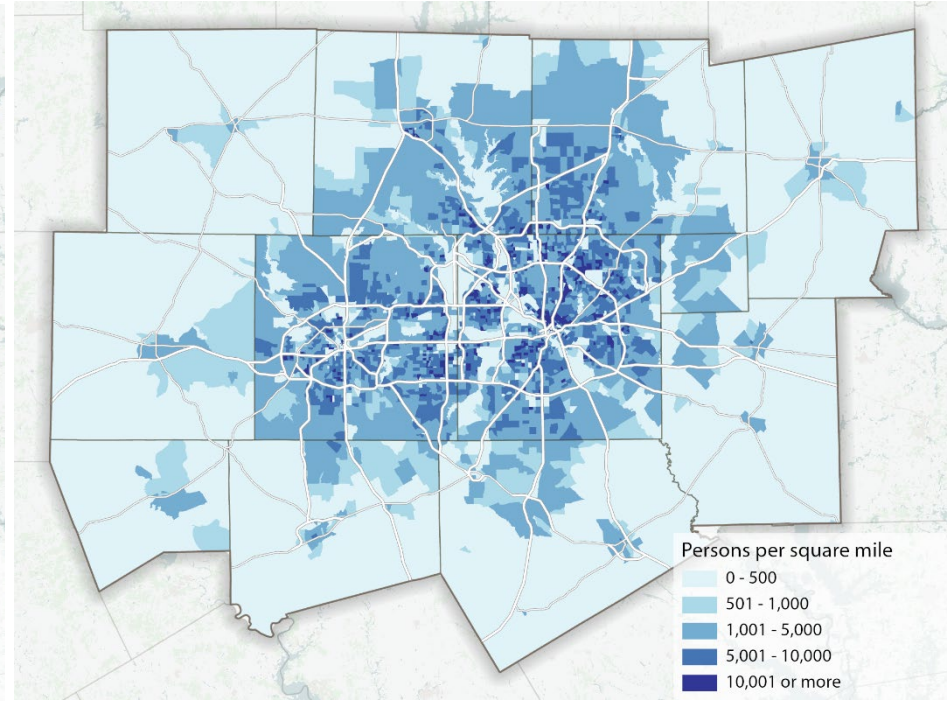 Persons per square mile
0 - 500
501 - 1,000
1,001 - 5,000
5,001 - 10,000
10,001 or more